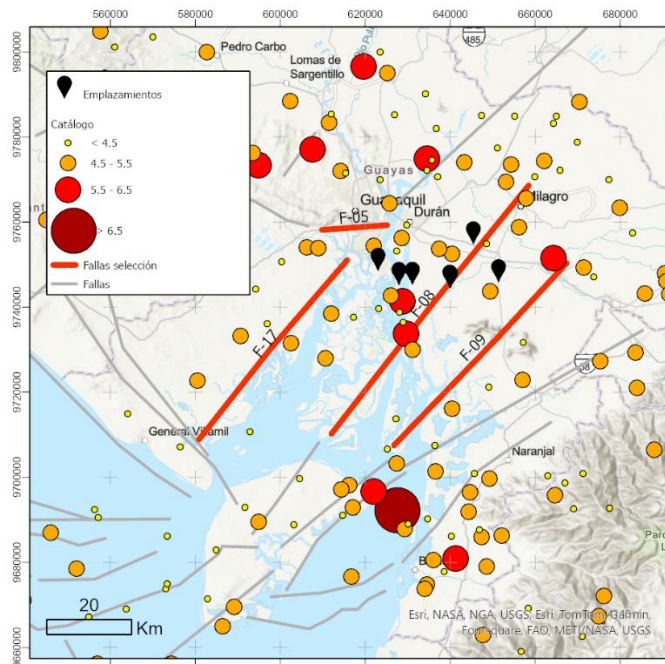 560000 580000 600000 620000 640000 660000 680000
9800000
9780000
9760000
9740000
9720000
9700000
9680000
9660000
485
Pedro Carbo
Lomas de
Sargentillo
Emplazamientos
Catálogo
< 4.5
4.5 - 5.5
5.5 - 6.5
> 6.5
Fallas selección
Fallas
Guayas
Milagro
Durán
F-05
F-08
F-17
F-09
58
General Villamil
Naranjal
20
Km
Esri, NASA, NGA, USGS, Esri, TomTom, Garmin,
Foursquare, FAO, METI/NASA, USGS